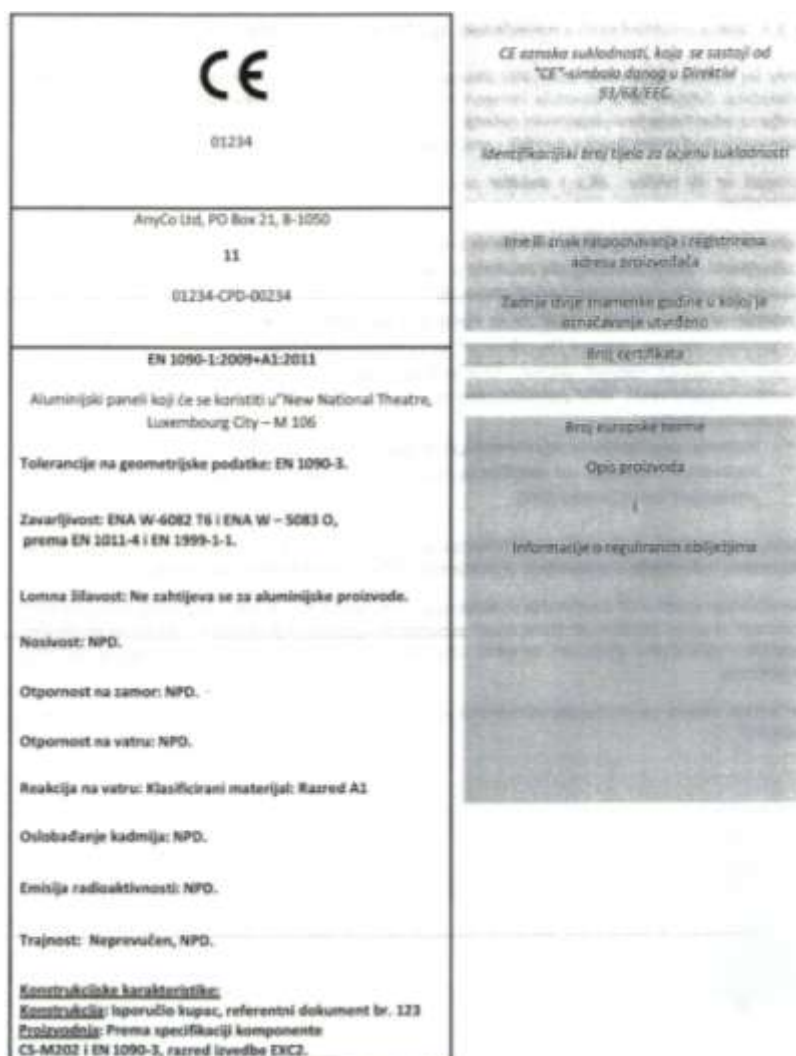 CE
01234
AnyCo Ltd, PO Box 21, B-1050
11
01234-CPD-00234
EN 1090-1:2009+A1:2011
Aluminijski paneli koji će se koristiti u"New National Theatre,
Luxembourg City – M 106
Tolerancije na geometrijske podatke: EN 1090-3.
Zavarljivost: ENA W-6082 T6 i ENA W – 5083 O,
prema EN 1011-4 i EN 1999-1-1.
Lomna žilavost: Ne zahtijeva se za aluminijske proizvode.
Nosivost: NPD.
Otpornost na zamor: NPD.
Otpornost na vatru: NPD.
Reakcija na vatru: Klasificirani materijal: Razred A1
Oslobađanje kadmija: NPD.
Emisija radioaktivnosti: NPD.
Trajnost: Neprevučen, NPD.
Konstrukcijske karakteristike:
Konstrukcija: Isporučio kupac, referentni dokument br. 123
Proizvodnja: Prema specifikaciji komponente
CS-M202 i EN 1090-3, razred izvedbe EXC2.
CE oznaka sukladnosti, koja se sastoji od
"CE"-simbola danog u Direktivi
93/68/EEC
Identifikacijski broj tijela za ocjenu sukladnosti
Ime ili znak raspoznavanja i registrirana
adresa proizvođača
Zadnje dvije znamenke godine u kojoj je
označavanje utvrđeno
Broj certifikata
Broj europske norme
Opis proizvoda
i
Informacije o reguliranim obilježjima